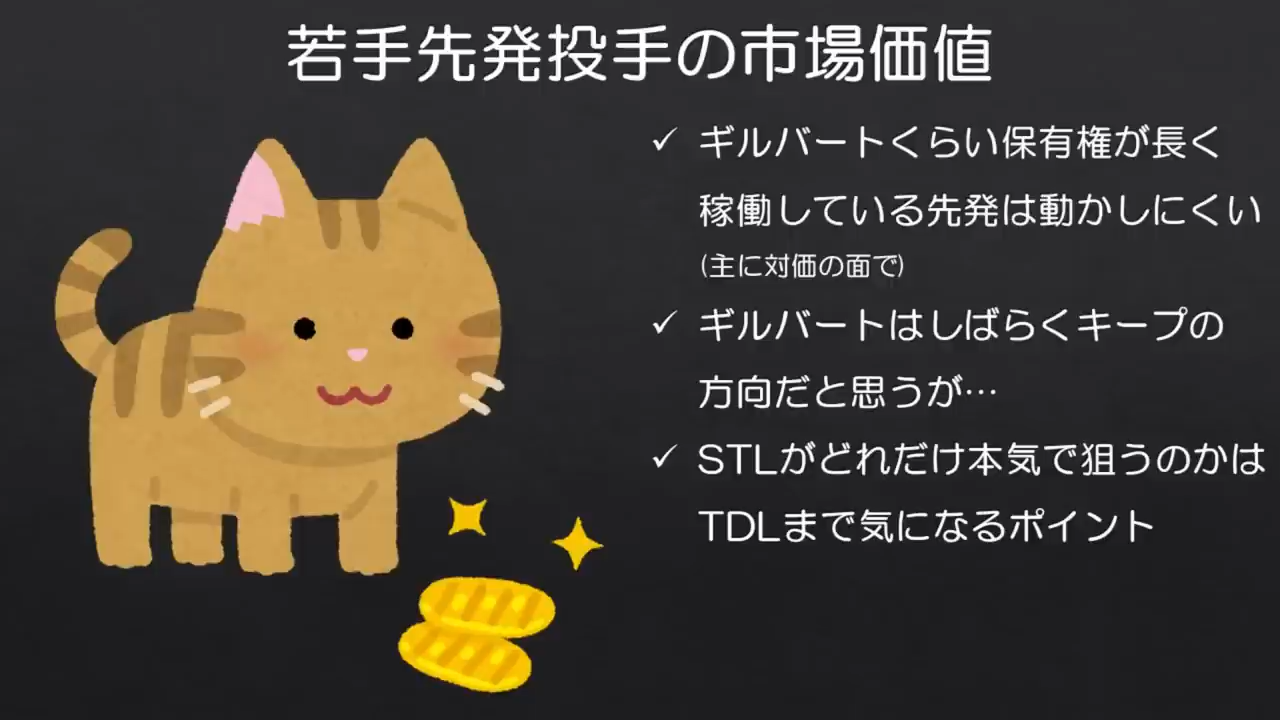 若手先発投手の市場価値
✓ ギルバートくらい保有権が長く
稼働している先発は動かしにくい
(主に対価の面で)
✓ ギルバートはしばらくキープの
方向だと思うが…
✓ STLがどれだけ本気で狙うのかは
TDLまで気になるポイント